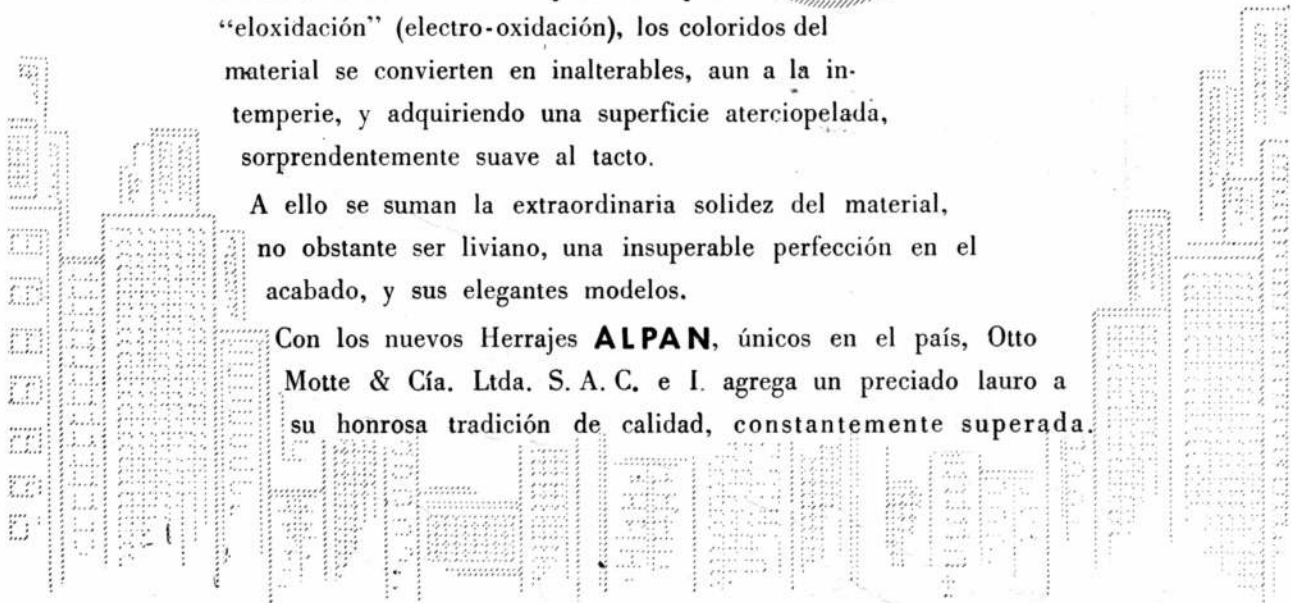 “eloxidación” (electro-oxidación), los coloridos del
material se convierten en inalterables, aun a la in-
temperie, y adquiriendo una superficie aterciopelada,
sorprendentemente suave al tacto.
A ello se suman la extraordinaria solidez del material,
no obstante ser liviano, una insuperable perfección en el
acabado, y sus elegantes modelos.
Con los nuevos Herrajes ALPAN, únicos en el país, Otto
Motte & Cía. Ltda. S. A. C. e I. agrega un preciado lauro a
su honrosa tradición de calidad, constantemente superada.